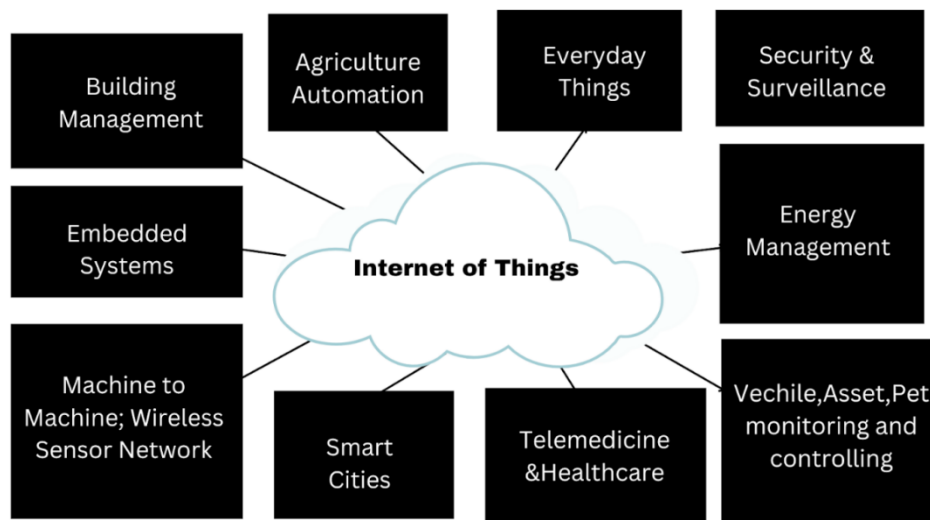 Building
Management
Agriculture
Automation
Everyday
Things
Security &
Surveillance
Embedded
Systems
Internet of Things
Energy
Management
Machine to
Machine; Wireless
Sensor Network
Smart
Cities
Telemedicine
&Healthcare
Vechile,Asset,Pet
monitoring and
controlling